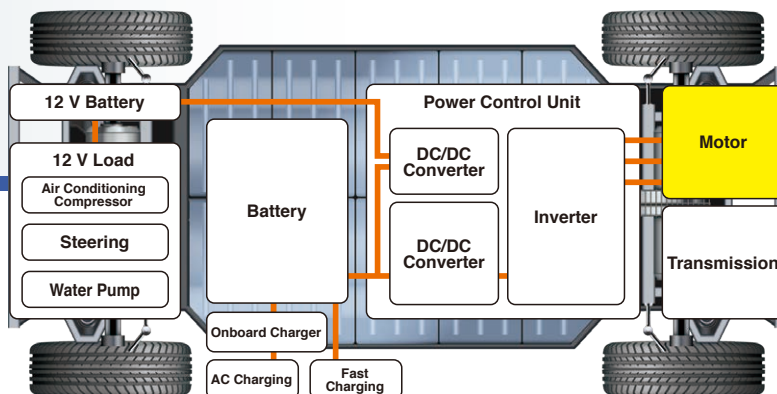 12 V Battery
12 V Load
Air Conditioning
Compressor
Steering
Water Pump
Battery
Onboard Charger
AC Charging
Fast
Charging
Power Control Unit
DC/DC
Converter
DC/DC
Converter
Inverter
Motor
Transmission